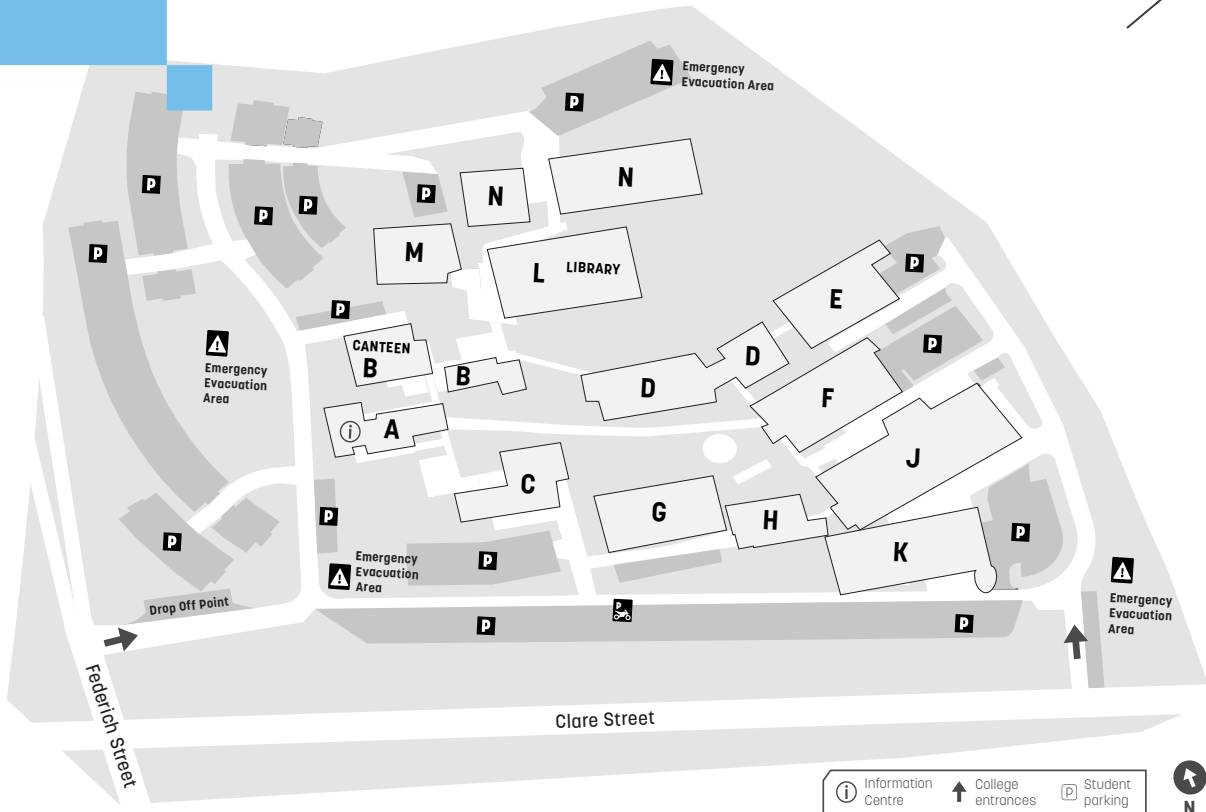 Emergency
Evacuation Area
P
P
N
N
P
P
P
M
P
L LIBRARY
P
E
P
CANTEEN
B
B
D
D
P
F
Emergency
Evacuation
Area
i
A
J
C
G
H
K
P
P
P
P
Emergency
Evacuation
Area
P
Emergency
Evacuation
Area
Drop Off Point
P
P
P
Federich Street
Clare Street
i Information
Centre
College
entrances
P Student
parking
N